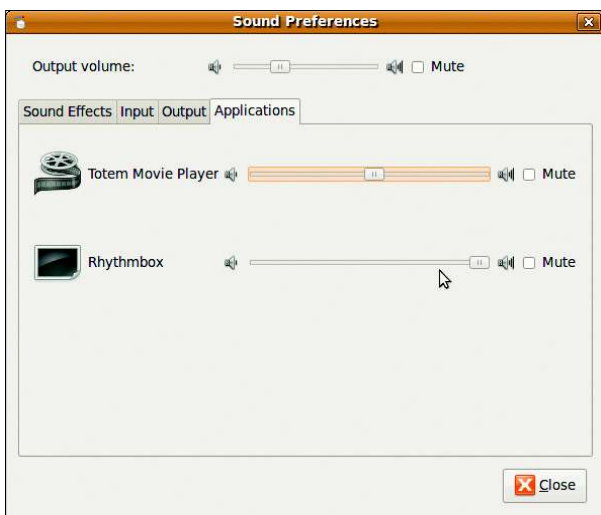 Sound Preferences
Output volume: Mute
Sound Effects Input Output Applications
Totem Movie Player Mute
Rhythmbox Mute
Close